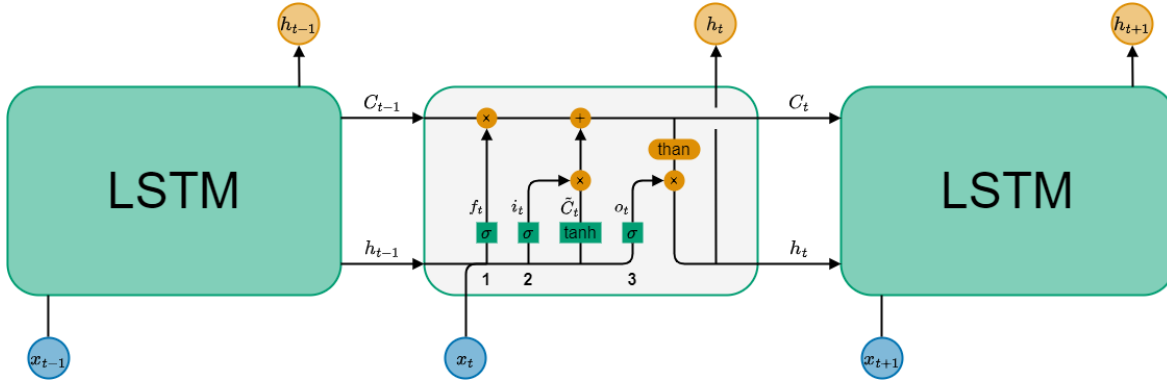 h_{t-1} h_t h_{t+1}
C_{t-1} × + C_t
than
LSTM × × LSTM
f_t i_t C̃_t o_t
σ σ tanh σ
h_{t-1} h_t
1 2 3
x_{t-1} x_t x_{t+1}